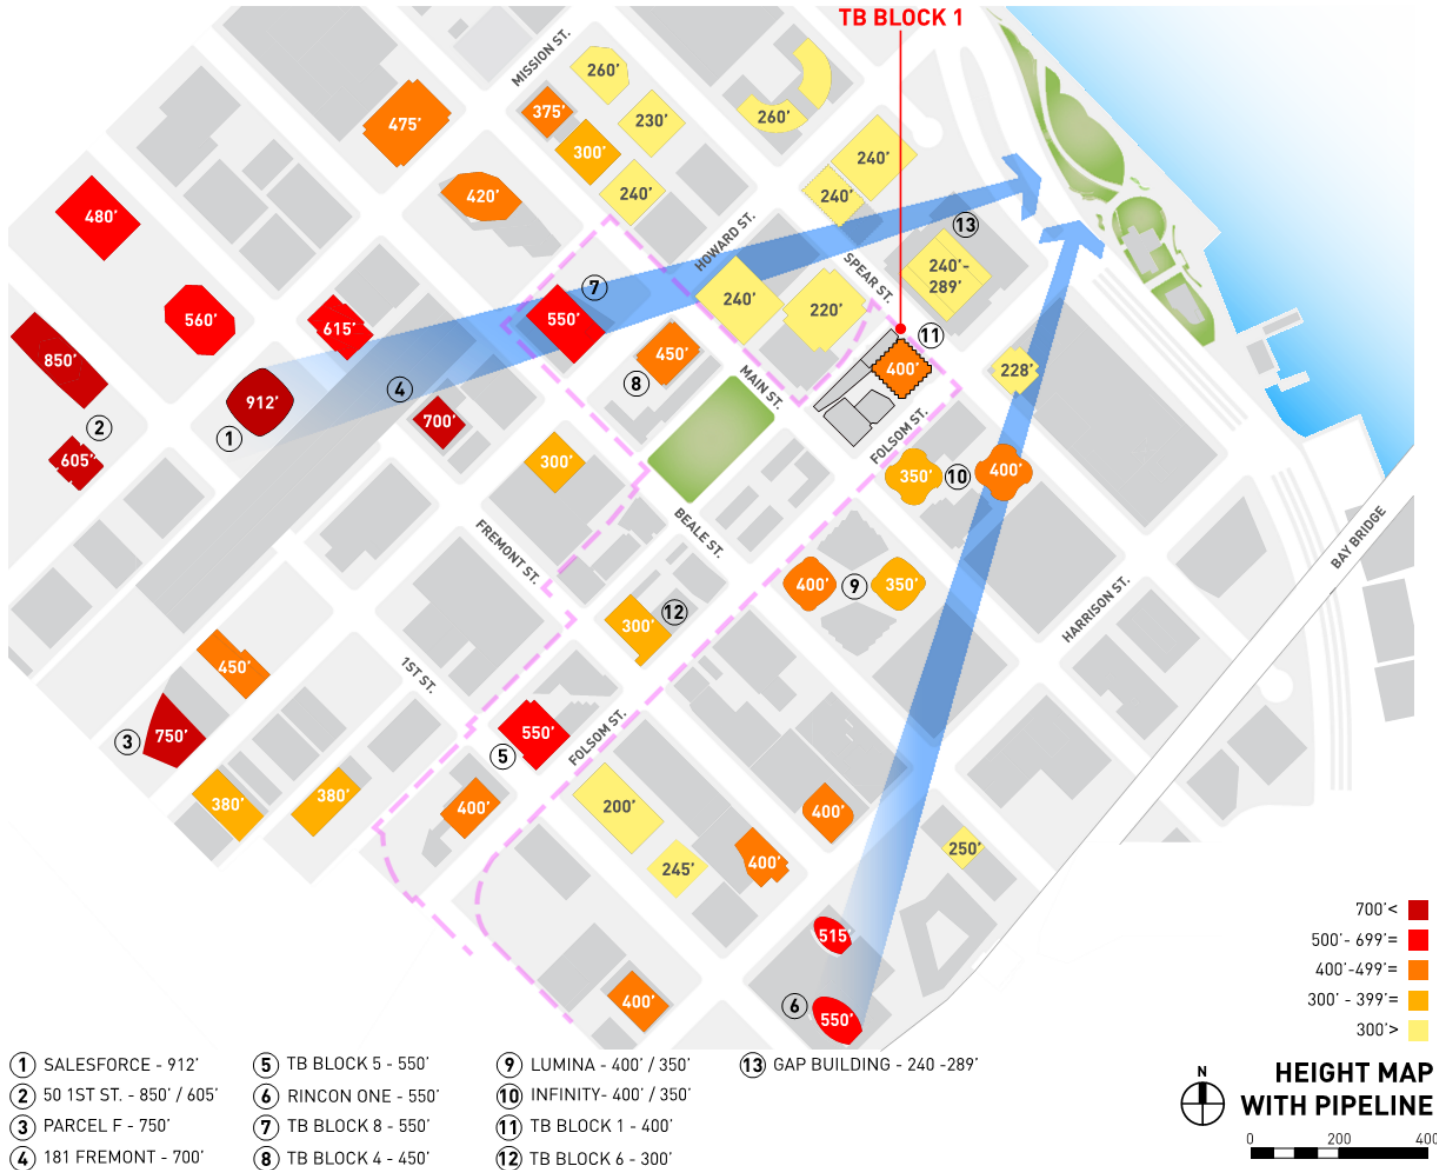 TB BLOCK 1
MISSION ST.
260'
475'
375'
230'
260'
300'
240'
420'
240'
240'
480'
HOWARD ST.
13
SPEAR ST.
240'-
289'
7
240'
220'
560'
615'
550'
11
850'
450'
400'
228'
8
MAIN ST.
4
912'
700'
FOLSOM ST.
2
1
605'
300'
350'
10
400'
BEALE ST.
FREMONT ST.
BAY BRIDGE
400'
9
350'
HARRISON ST.
12
300'
450'
1ST ST.
3
750'
550'
FOLSOM ST.
5
380'
380'
400'
200'
400'
245'
400'
250'
515'
400'
6
550'
700'<
500'- 699'=
400'-499'=
300' - 399'=
300'>
1 SALESFORCE - 912'
2 50 1ST ST. - 850' / 605'
3 PARCEL F - 750'
4 181 FREMONT - 700'
5 TB BLOCK 5 - 550'
6 RINCON ONE - 550'
7 TB BLOCK 8 - 550'
8 TB BLOCK 4 - 450'
9 LUMINA - 400' / 350'
10 INFINITY- 400' / 350'
11 TB BLOCK 1 - 400'
12 TB BLOCK 6 - 300'
13 GAP BUILDING - 240 -289'
N
HEIGHT MAP
WITH PIPELINE
0 200 400